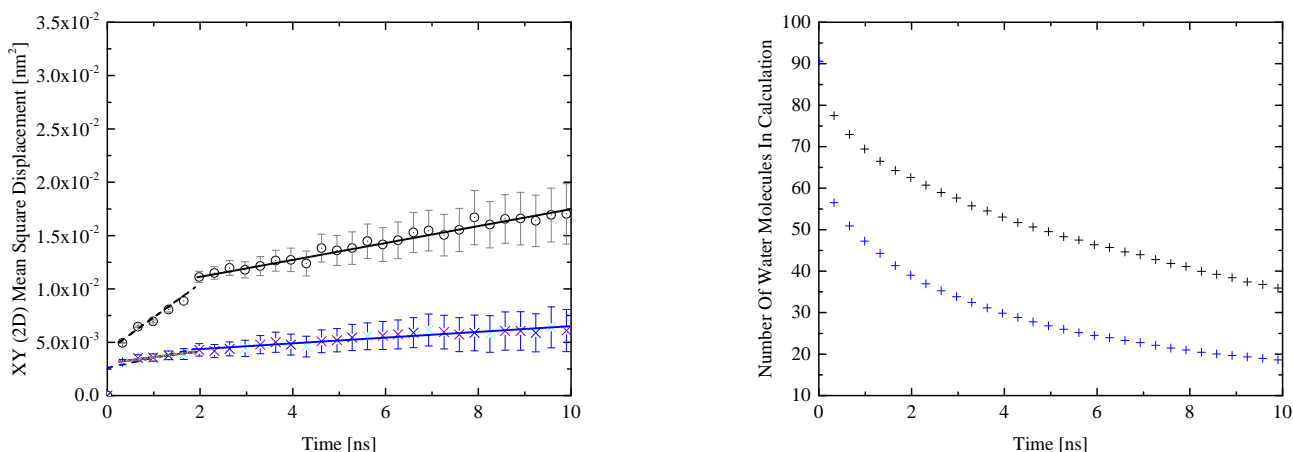 3.5x10⁻²
3.0x10⁻²
2.5x10⁻²
2.0x10⁻²
1.5x10⁻²
1.0x10⁻²
5.0x10⁻³
0.0
XY (2D) Mean Square Displacement [nm²]
0 2 4 6 8 10
Time [ns]
100
90
80
70
60
50
40
30
20
10
Number Of Water Molecules In Calculation
0 2 4 6 8 10
Time [ns]